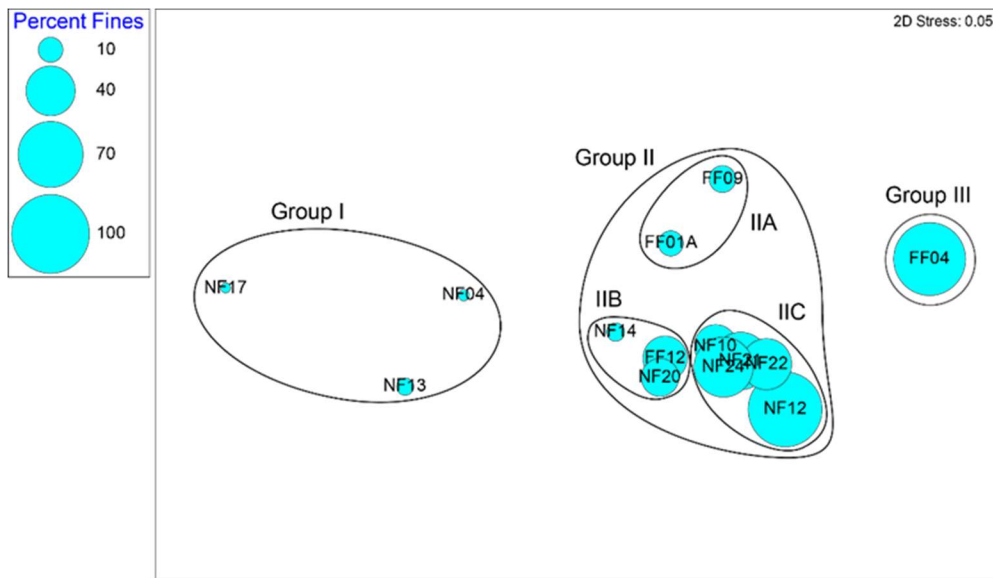 Percent Fines
10
40
70
100
2D Stress: 0.05
Group I
NF17
NF04
NF13
Group II
FF09
FF01A
IIA
IIB
NF14
FF12
NF20
IIC
NF10
NF24
NF22
NF12
Group III
FF04